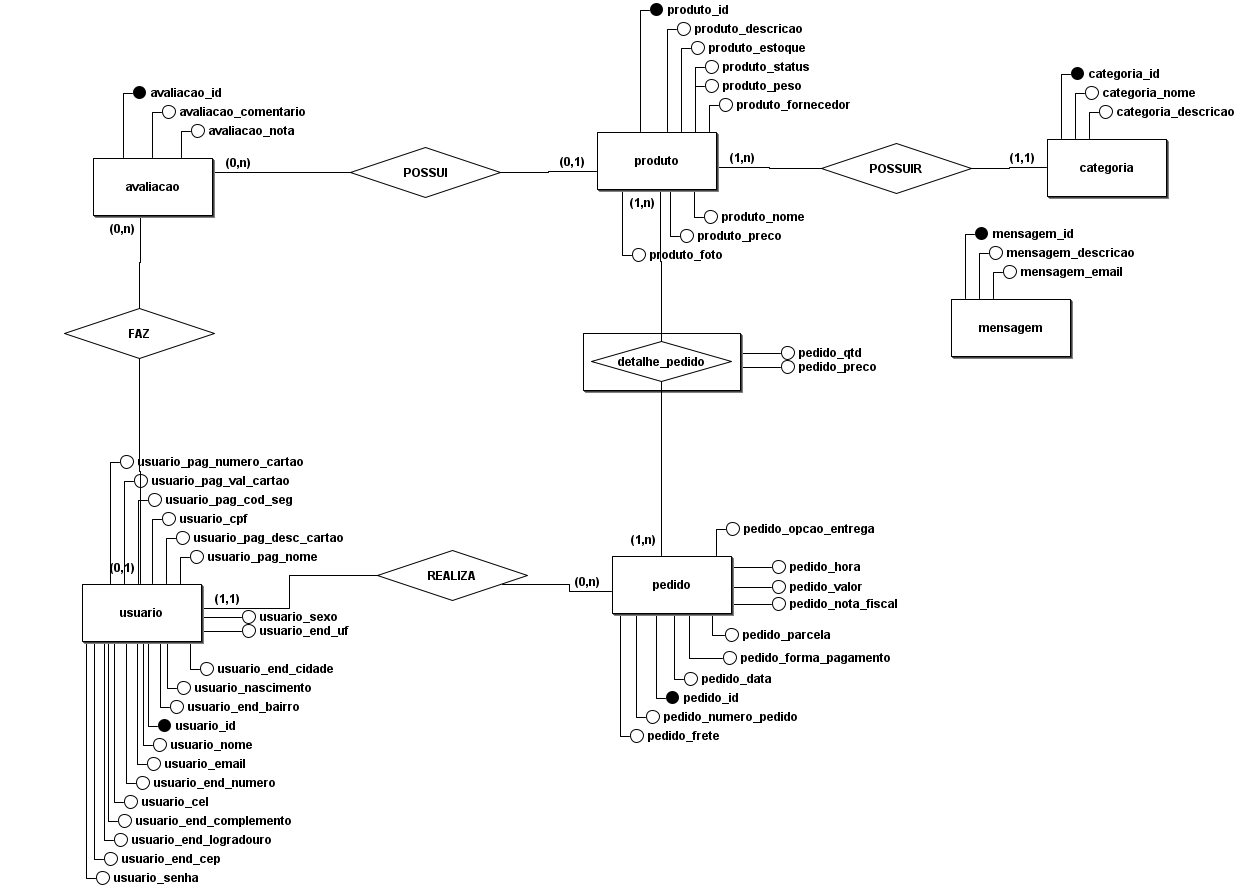 produto_id
produto_descricao
produto_estoque
produto_status
produto_peso
produto_fornecedor
categoria_id
categoria_nome
categoria_descricao
avaliacao_id
avaliacao_comentario
avaliacao_nota
avaliacao
(0,n)
POSSUI
(0,1)
produto
(1,n)
POSSUIR
(1,1)
categoria
(0,n)
(1,n)
produto_nome
produto_preco
produto_foto
mensagem_id
mensagem_descricao
mensagem_email
mensagem
FAZ
detalhe_pedido
pedido_qtd
pedido_preco
usuario_pag_numero_cartao
usuario_pag_val_cartao
usuario_pag_cod_seg
usuario_cpf
usuario_pag_desc_cartao
usuario_pag_nome
(0,1)
usuario
(1,1)
REALIZA
(0,n)
(1,n)
pedido
pedido_opcao_entrega
pedido_hora
pedido_valor
pedido_nota_fiscal
pedido_parcela
pedido_forma_pagamento
pedido_data
pedido_id
pedido_numero_pedido
pedido_frete
usuario_sexo
usuario_end_uf
usuario_end_cidade
usuario_nascimento
usuario_end_bairro
usuario_id
usuario_nome
usuario_email
usuario_end_numero
usuario_cel
usuario_end_complemento
usuario_end_logradouro
usuario_end_cep
usuario_senha